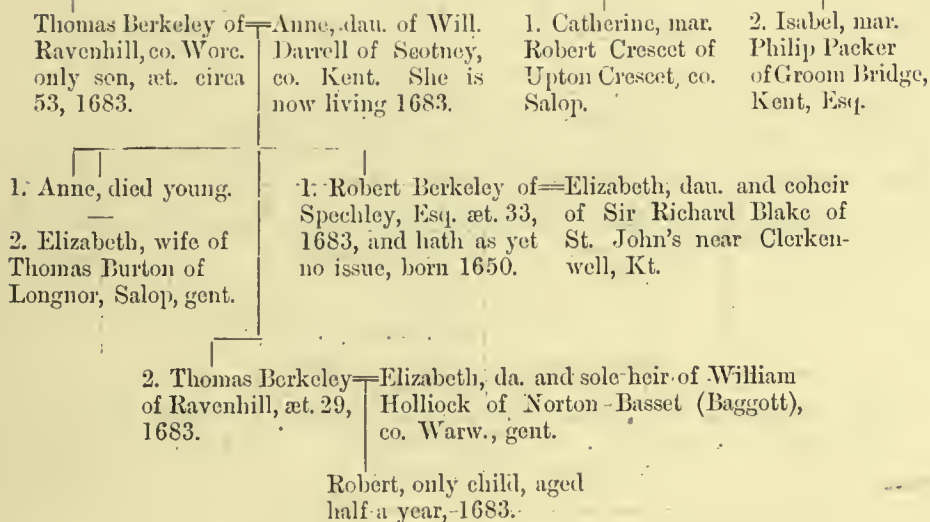 Thomas Berkeley of
Ravenhill, co. Worc.
only son, æt. circa
53, 1683.
Anne, dau. of Will.
Darrell of Scotney,
co. Kent. She is
now living 1683.
1. Catherine, mar.
Robert Crescet of
Upton Crescet, co.
Salop.
2. Isabel, mar.
Philip Packer
of Groom Bridge,
Kent, Esq.
1. Anne, died young.
2. Elizabeth, wife of
Thomas Burton of
Longnor, Salop, gent.
1. Robert Berkeley of
Spechley, Esq. æt. 33,
1683, and hath as yet
no issue, born 1650.
Elizabeth, dau. and coheir
of Sir Richard Blake of
St. John's near Clerken-
well, Kt.
2. Thomas Berkeley
of Ravenhill, æt. 29,
1683.
Elizabeth, da. and sole heir of William
Holliock of Norton-Basset (Baggott),
co. Warw., gent.
Robert, only child, aged
half a year, 1683.